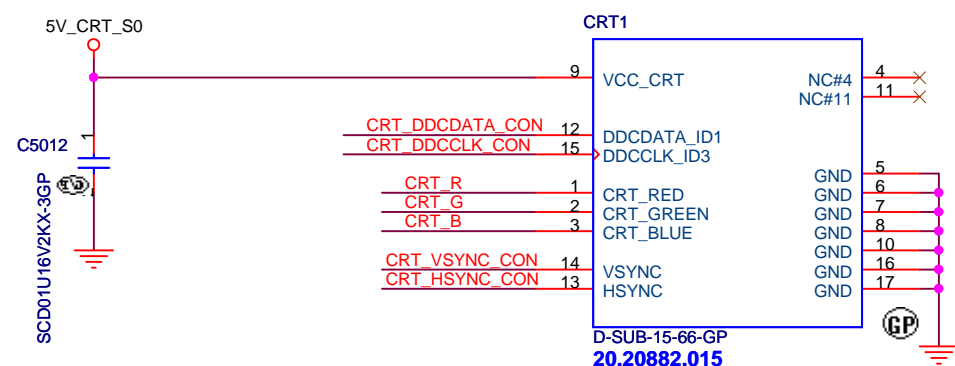 5V_CRT_S0
CRT1
9 VCC_CRT
NC#4 4
NC#11 11
CRT_DDCDATA_CON 12 DDCDATA_ID1
CRT_DDCCLK_CON 15 DDCCLK_ID3
C5012
1
SCD01U16V2KX-3GP
CRT_R 1 CRT_RED
CRT_G 2 CRT_GREEN
CRT_B 3 CRT_BLUE
CRT_VSYNC_CON 14 VSYNC
CRT_HSYNC_CON 13 HSYNC
GND 5
GND 6
GND 7
GND 8
GND 10
GND 16
GND 17
GP
D-SUB-15-66-GP
20.20882.015